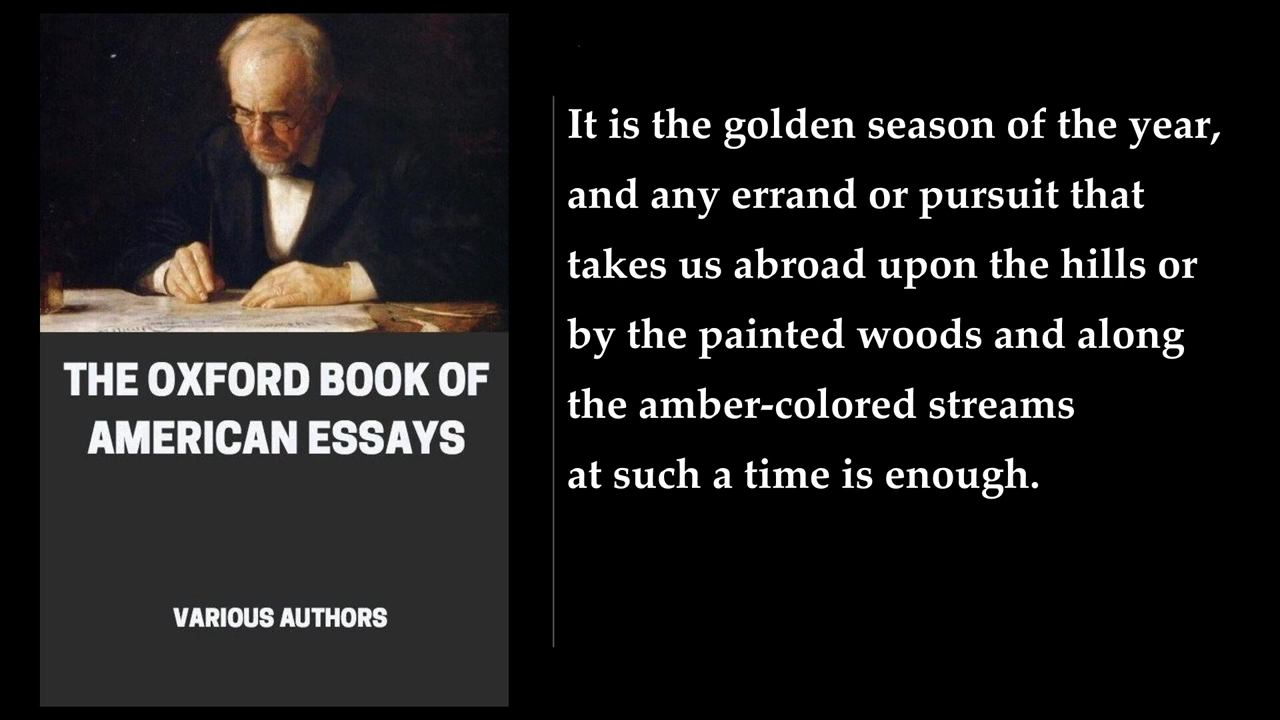 THE OXFORD BOOK OF
AMERICAN ESSAYS
VARIOUS AUTHORS
It is the golden season of the year,
and any errand or pursuit that
takes us abroad upon the hills or
by the painted woods and along
the amber-colored streams
at such a time is enough.